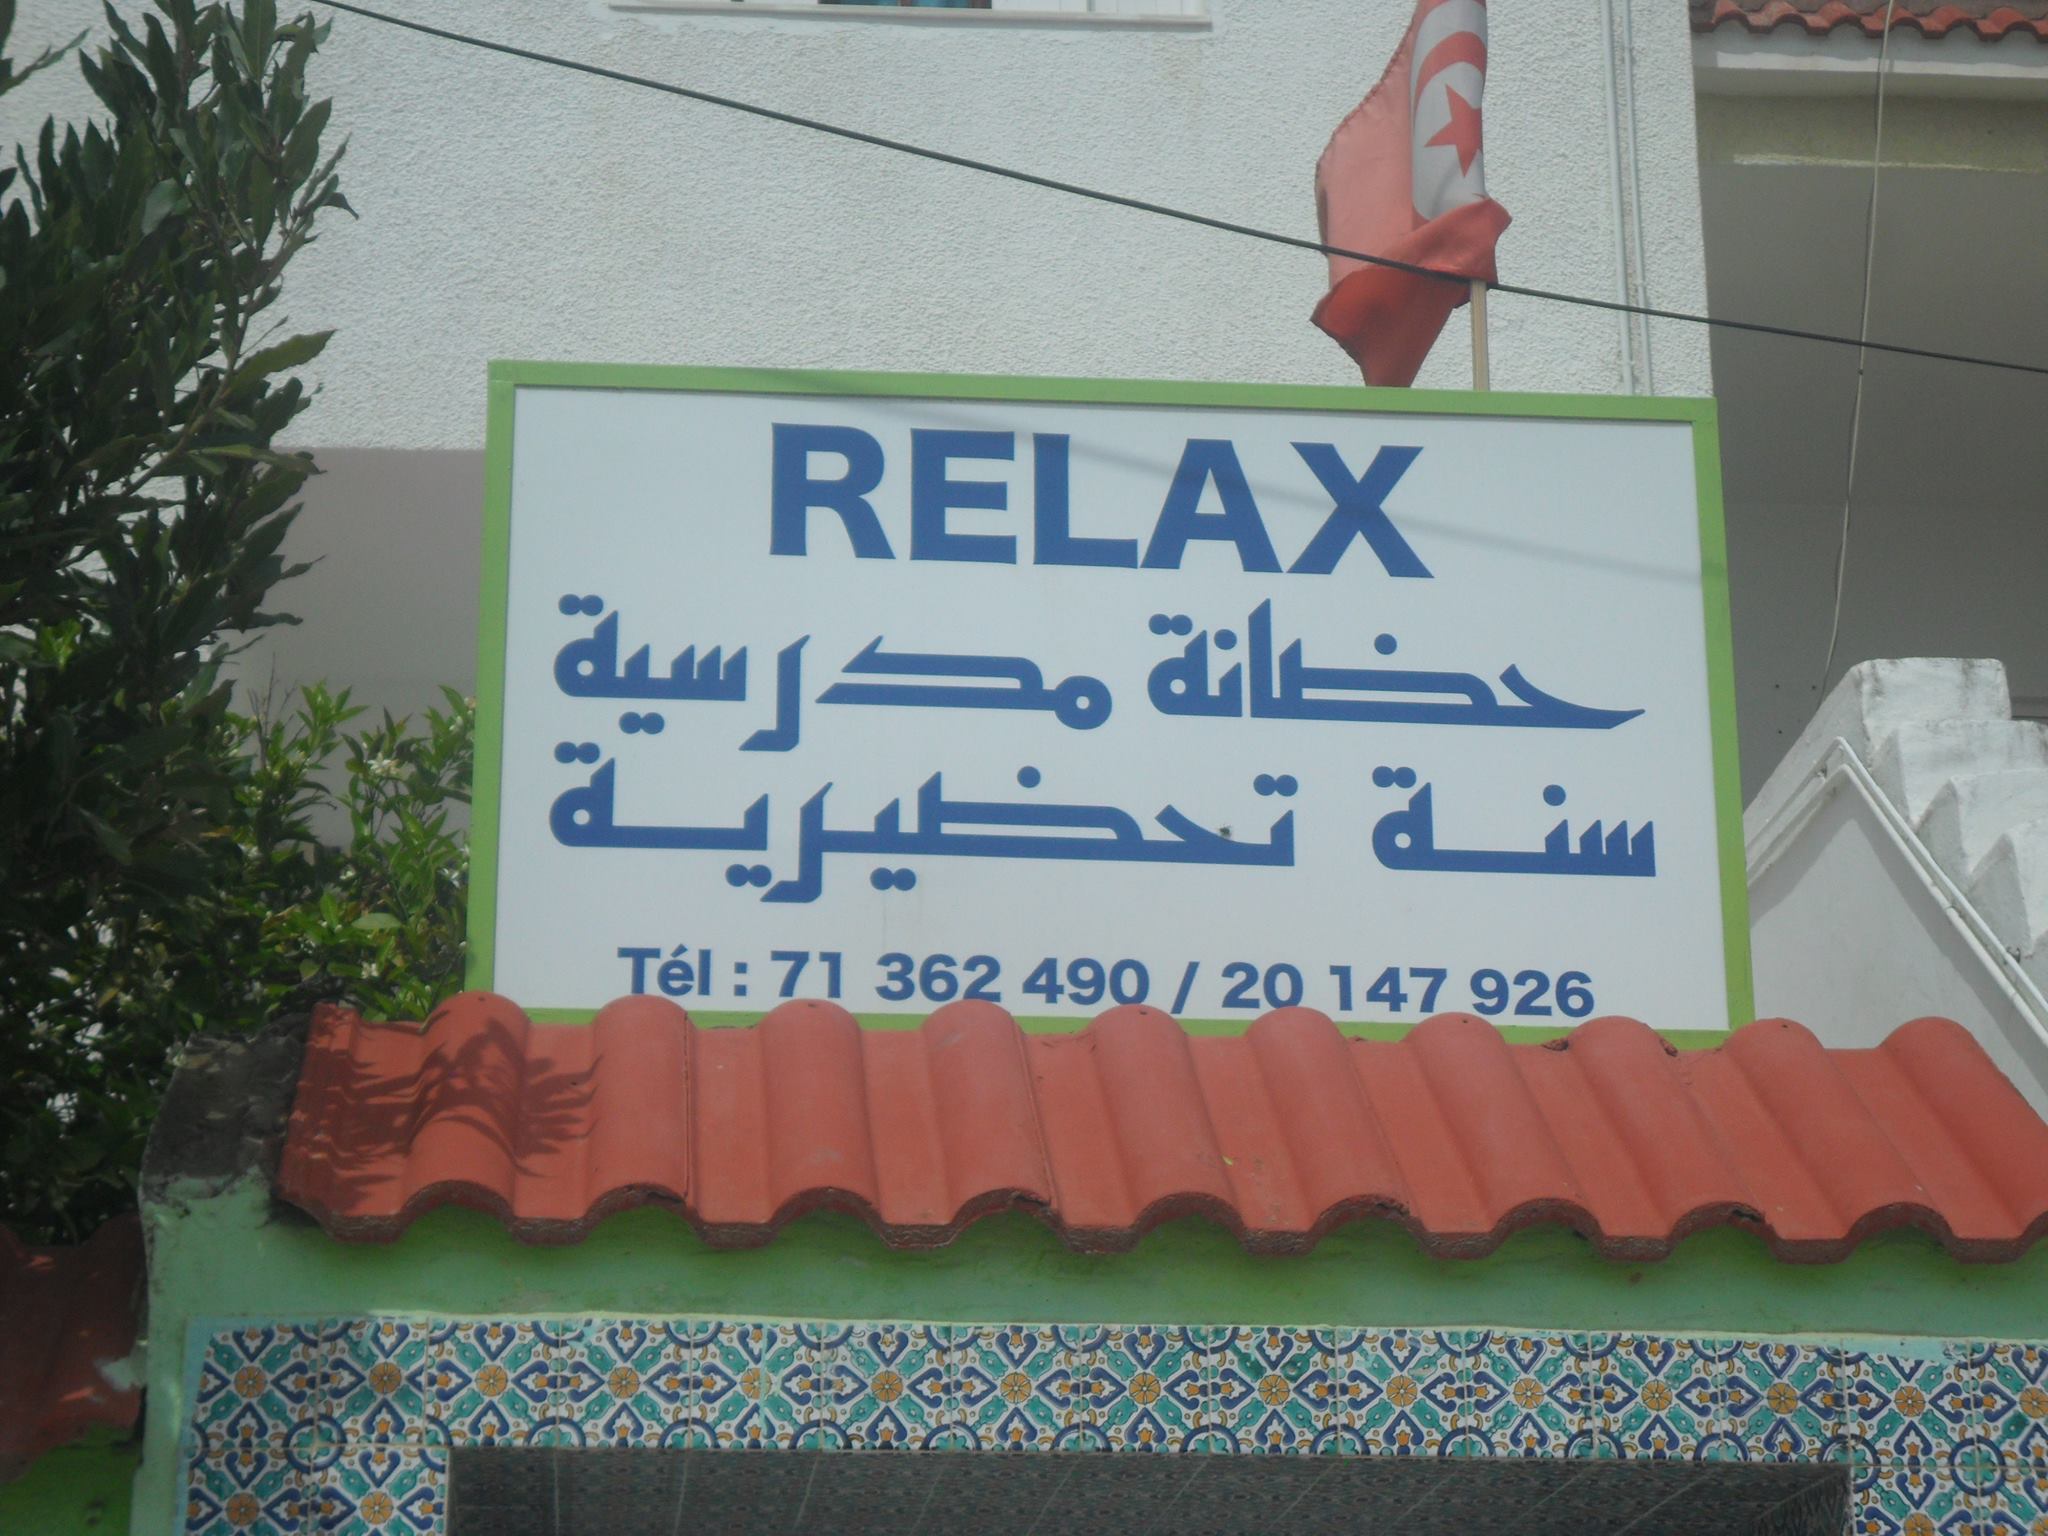 RELAX
حضانة مدرسية
سنة تحضيرية
Tél : 71 362 490 / 20 147 926